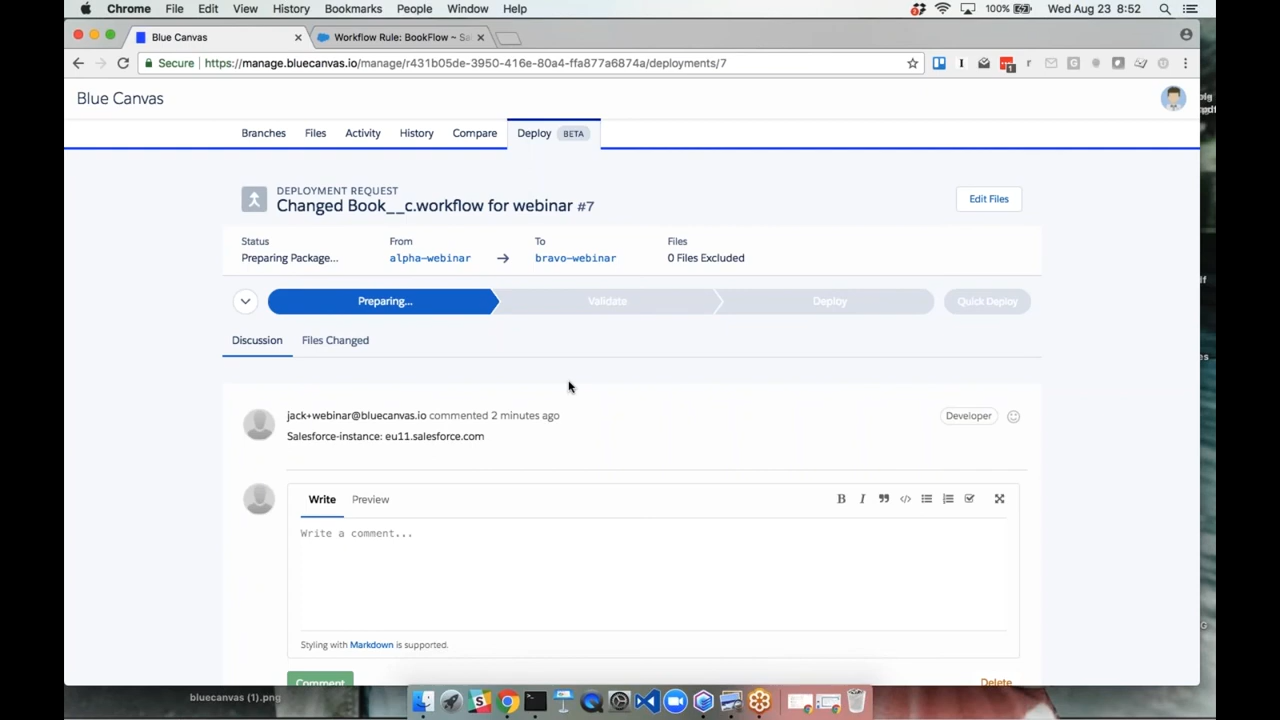 Chrome File Edit View History Bookmarks People Window Help 100% Wed Aug 23 8:52
Blue Canvas Workflow Rule: BookFlow ~ Sa
Secure https://manage.bluecanvas.io/manage/r431b05de-3950-416e-80a4-ffa877a6874a/deployments/7
Blue Canvas
Branches Files Activity History Compare Deploy BETA
DEPLOYMENT REQUEST
Changed Book__c.workflow for webinar #7
Edit Files
Status From To Files
Preparing Package... alpha-webinar → bravo-webinar 0 Files Excluded
Preparing... Validate Deploy Quick Deploy
Discussion Files Changed
jack+webinar@bluecanvas.io commented 2 minutes ago Developer
Salesforce-instance: eu11.salesforce.com
Write Preview
Write a comment...
Styling with Markdown is supported.
Comment Delete
bluecanvas (1).png